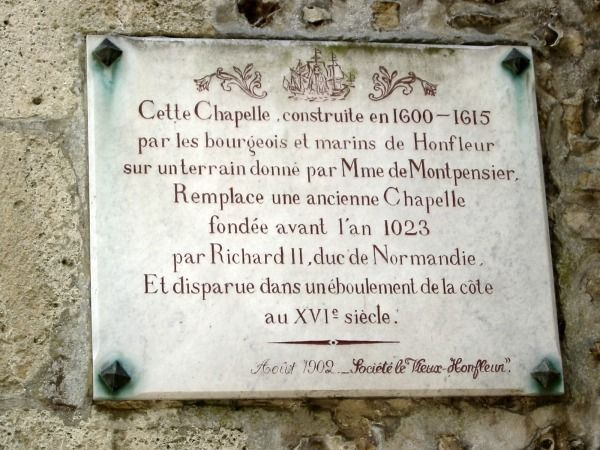 Cette Chapelle, construite en 1600-1615
par les bourgeois et marins de Honfleur
sur un terrain donné par Mme de Montpensier,
Remplace une ancienne Chapelle
fondée avant l'an 1023
par Richard II, duc de Normandie,
Et disparue dans un éboulement de la côte
au XVIe siècle.
Août 1902._ "Société le Vieux-Honfleur".